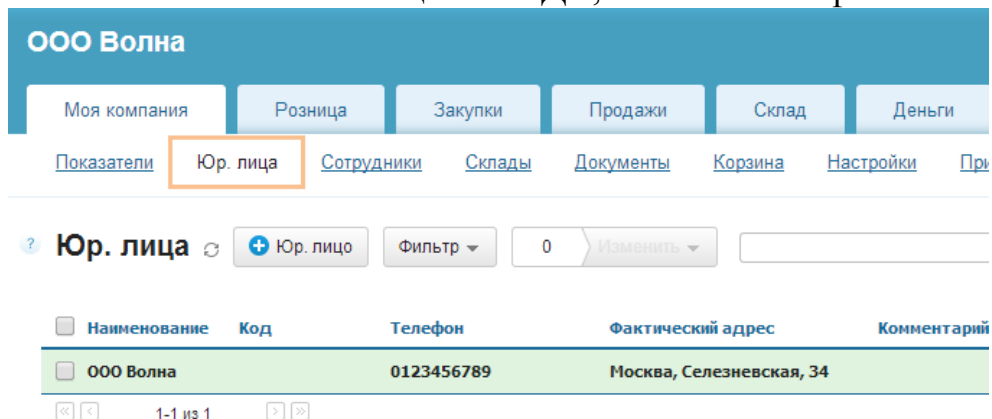 ООО Волна
Моя компания Розница Закупки Продажи Склад Деньги
Показатели Юр. лица Сотрудники Склады Документы Корзина Настройки
? Юр. лица Юр. лицо Фильтр 0 Изменить
Наименование Код Телефон Фактический адрес Комментарий
ООО Волна 0123456789 Москва, Селезневская, 34
1-1 из 1